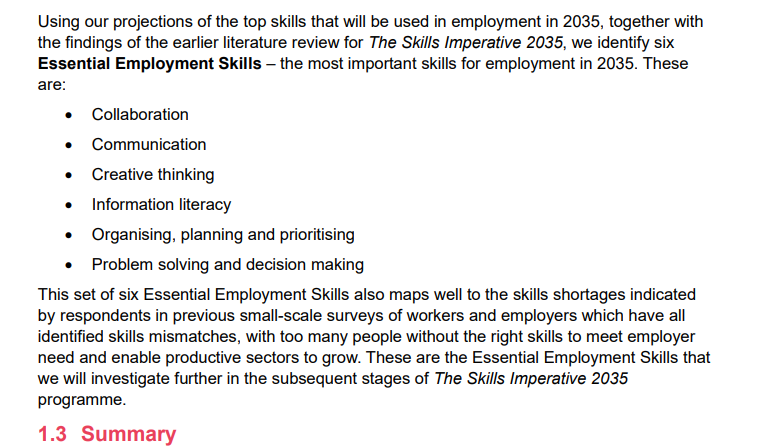 Using our projections of the top skills that will be used in employment in 2035, together with
the findings of the earlier literature review for The Skills Imperative 2035, we identify six
Essential Employment Skills – the most important skills for employment in 2035. These
are:
• Collaboration
• Communication
• Creative thinking
• Information literacy
• Organising, planning and prioritising
• Problem solving and decision making
This set of six Essential Employment Skills also maps well to the skills shortages indicated
by respondents in previous small-scale surveys of workers and employers which have all
identified skills mismatches, with too many people without the right skills to meet employer
need and enable productive sectors to grow. These are the Essential Employment Skills that
we will investigate further in the subsequent stages of The Skills Imperative 2035
programme.
1.3 Summary